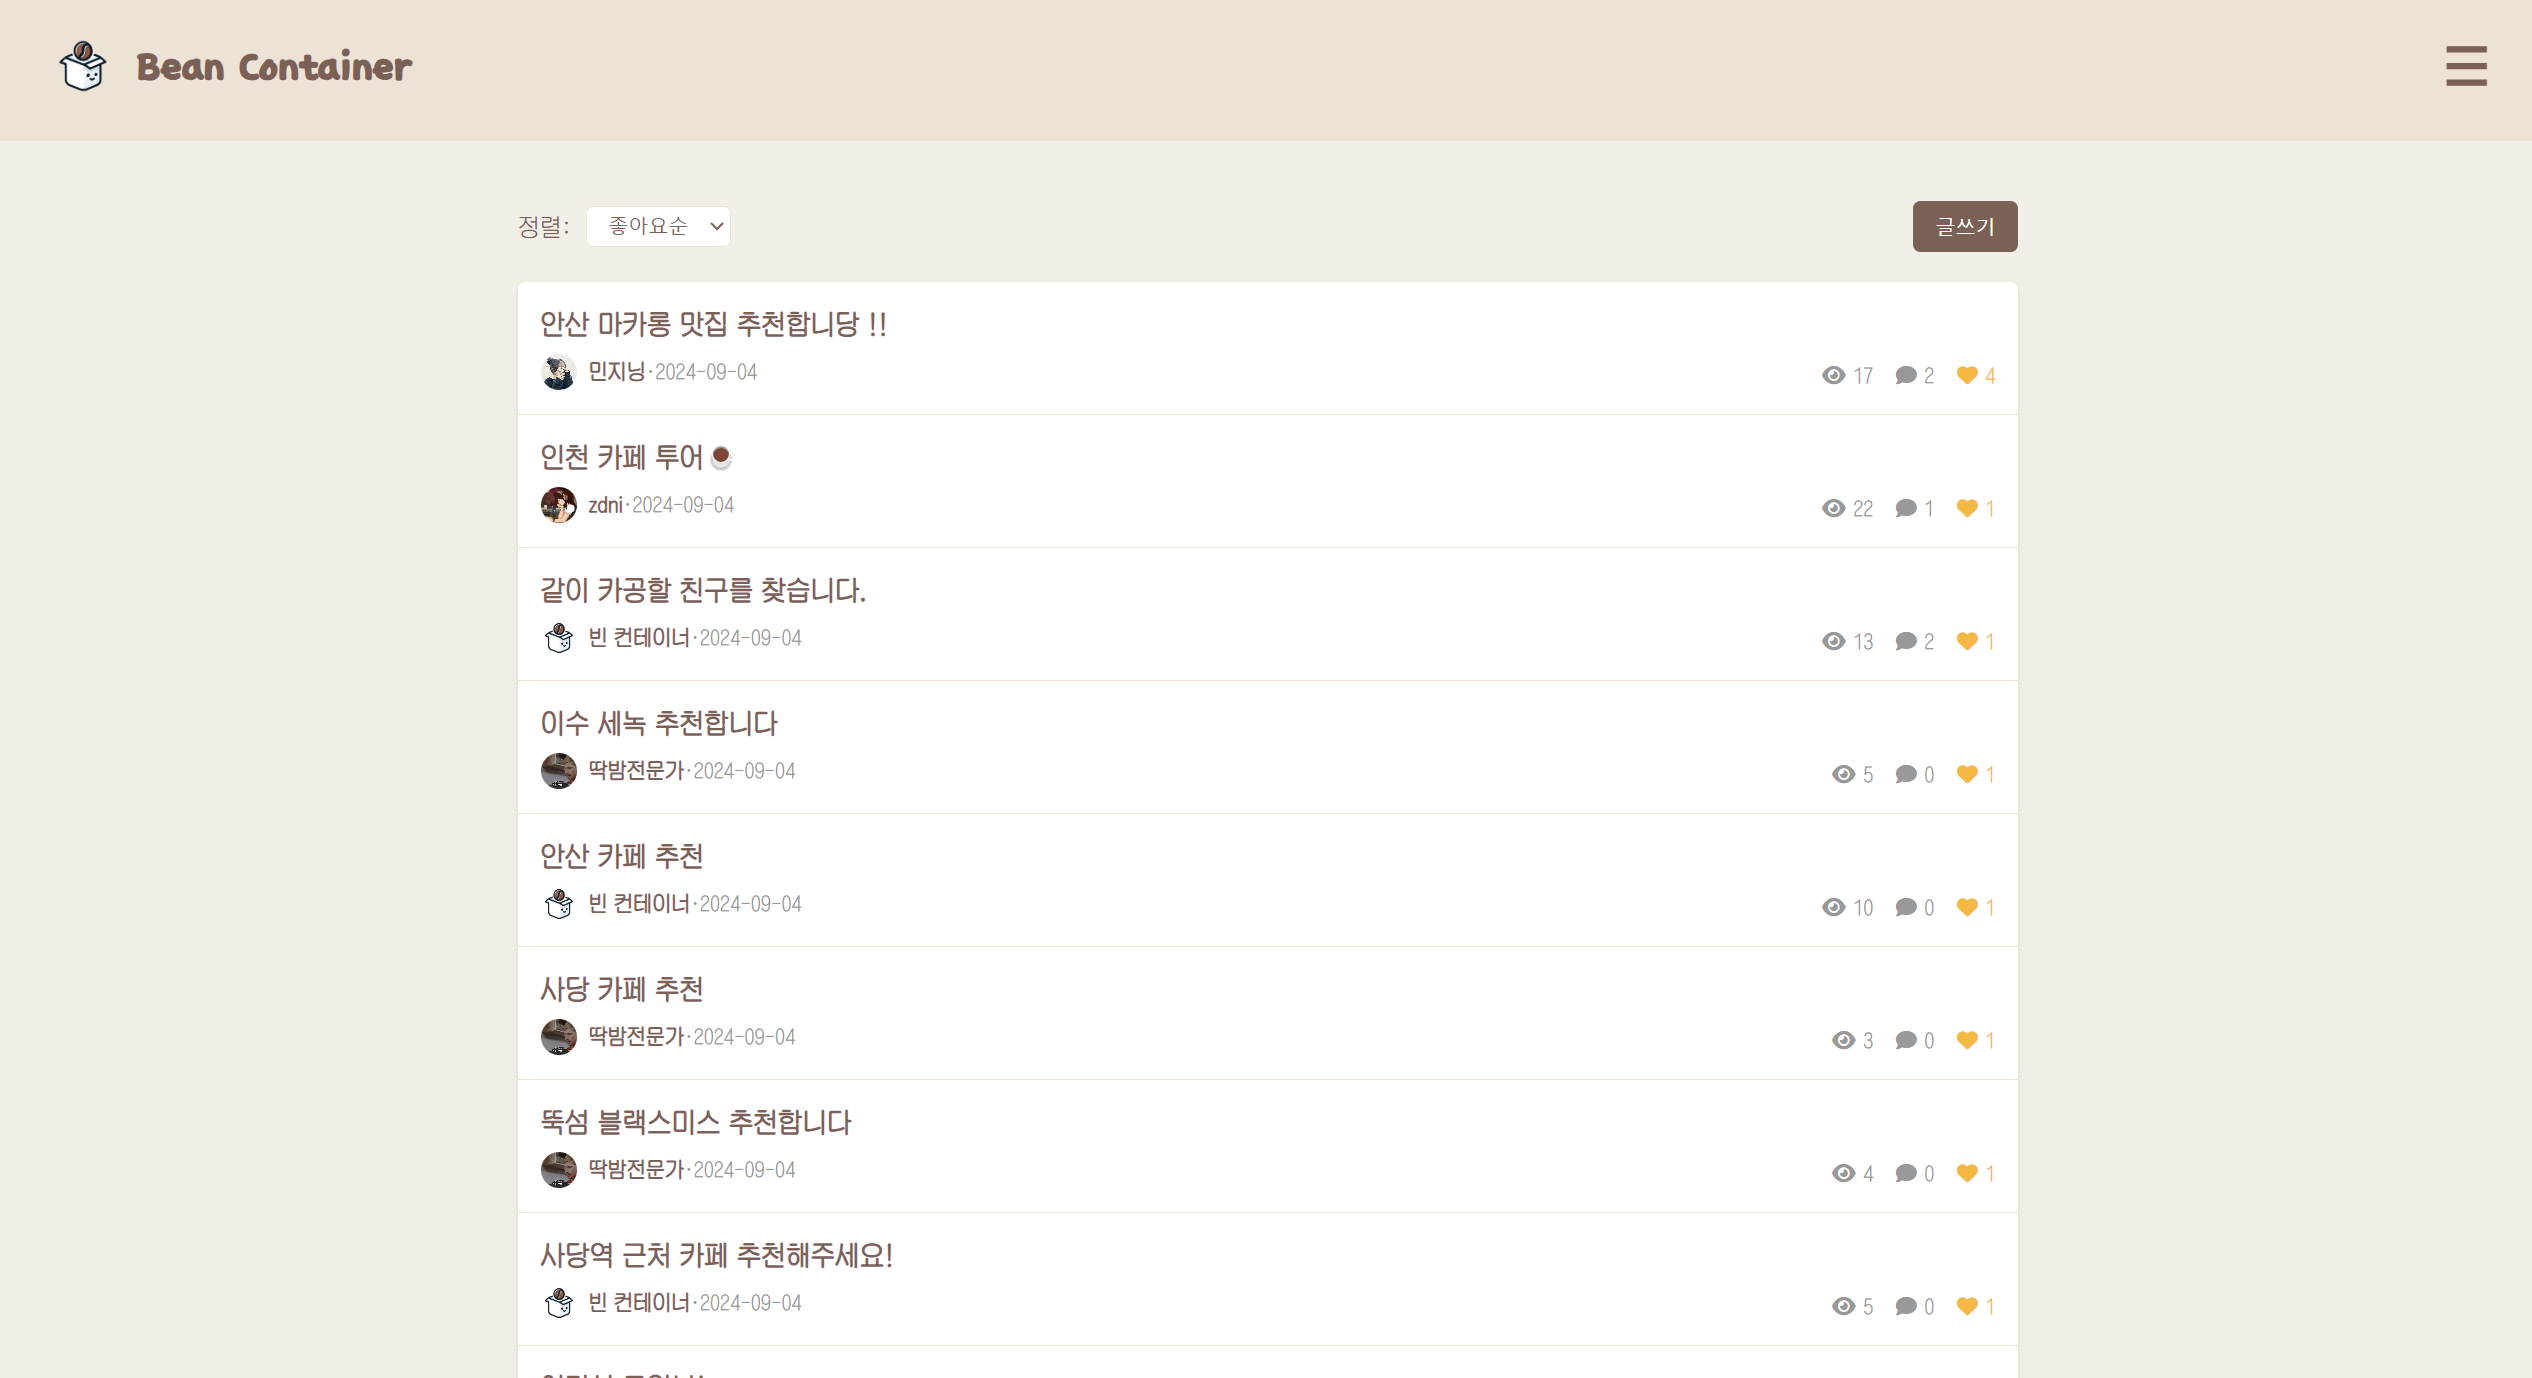 Bean Container
정렬: 좋아요순 글쓰기
안산 마카롱 맛집 추천합니당 !!
민지닝·2024-09-04 17 2 4
인천 카페 투어☕
zdni·2024-09-04 22 1 1
같이 카공할 친구를 찾습니다.
빈 컨테이너·2024-09-04 13 2 1
이수 세녹 추천합니다
딱밤전문가·2024-09-04 5 0 1
안산 카페 추천
빈 컨테이너·2024-09-04 10 0 1
사당 카페 추천
딱밤전문가·2024-09-04 3 0 1
뚝섬 블랙스미스 추천합니다
딱밤전문가·2024-09-04 4 0 1
사당역 근처 카페 추천해주세요!
빈 컨테이너·2024-09-04 5 0 1